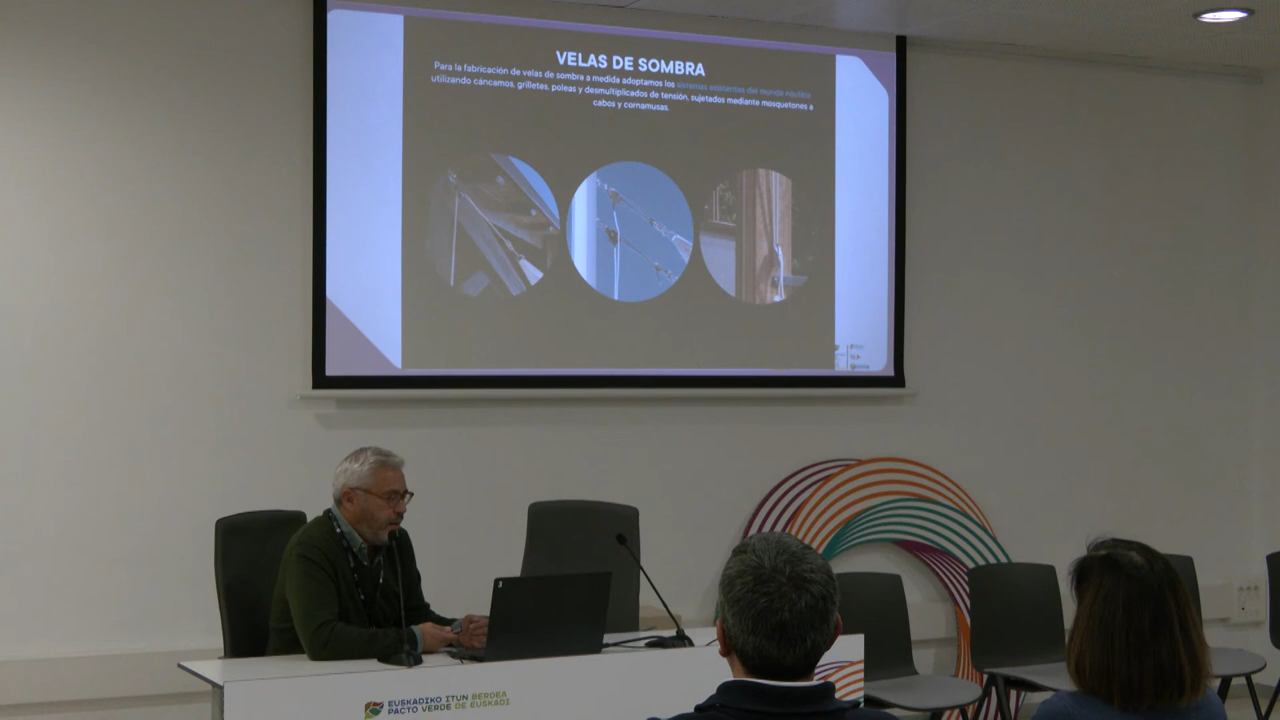 VELAS DE SOMBRA
Para la fabricación de velas de sombra a medida adoptamos los sistemas existentes del mundo náutico
utilizando cáncamos, grilletes, poleas y desmultiplicados de tensión, sujetados mediante mosquetones a
cabos y cornamusas.
EUSKADIKO ITUN BERDEA
PACTO VERDE DE EUSKADI